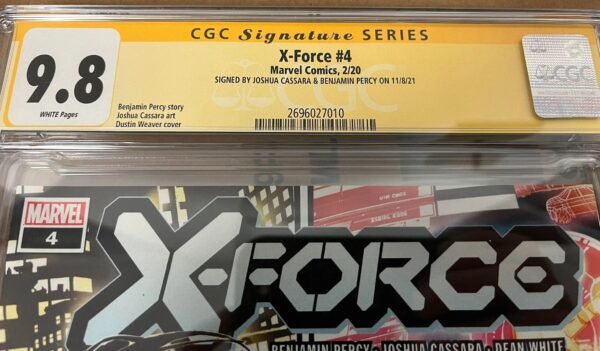 CGC Signature SERIES
9.8
WHITE Pages
X-Force #4
Marvel Comics, 2/20
SIGNED BY JOSHUA CASSARA & BENJAMIN PERCY ON 11/8/21
Benjamin Percy story
Joshua Cassara art
Dustin Weaver cover
2696027010
CGC
MARVEL
4
X-FORCE
BENJAMIN PERCY • JOSHUA CASSARA • DEAN WHITE